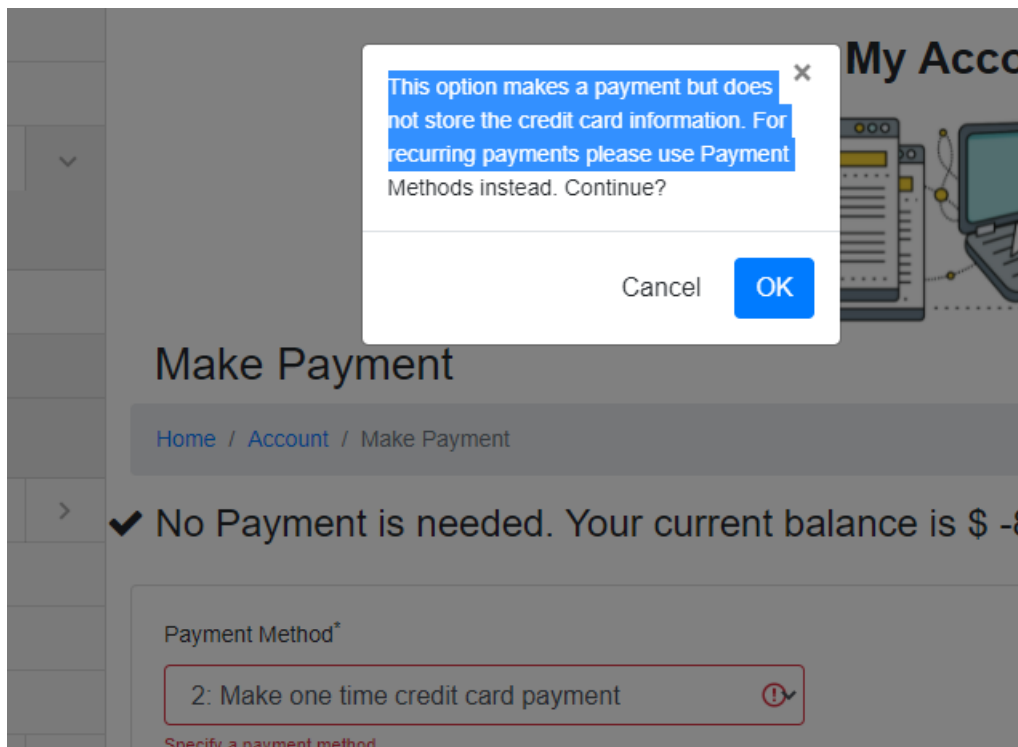 My Acco
This option makes a payment but does
not store the credit card information. For
recurring payments please use Payment
Methods instead. Continue?
Cancel OK
Make Payment
Home / Account / Make Payment
No Payment is needed. Your current balance is $ -8
Payment Method*
2: Make one time credit card payment
Specify a payment method